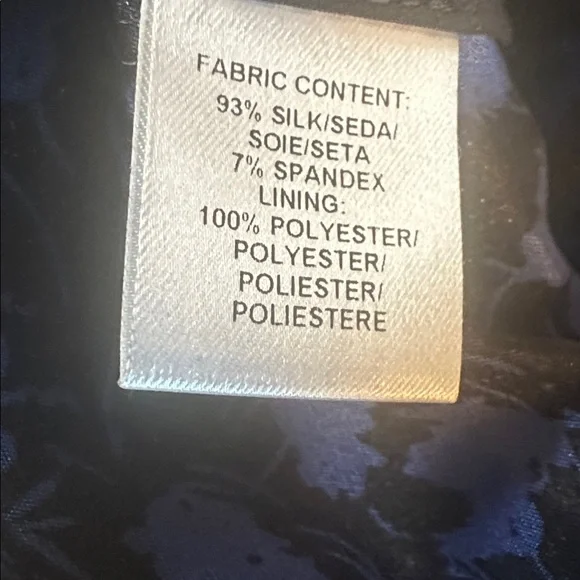 FABRIC CONTENT:
93% SILK/SEDA/
SOIE/SETA
7% SPANDEX
LINING:
100% POLYESTER/
POLYESTER/
POLIESTER/
POLIESTERE